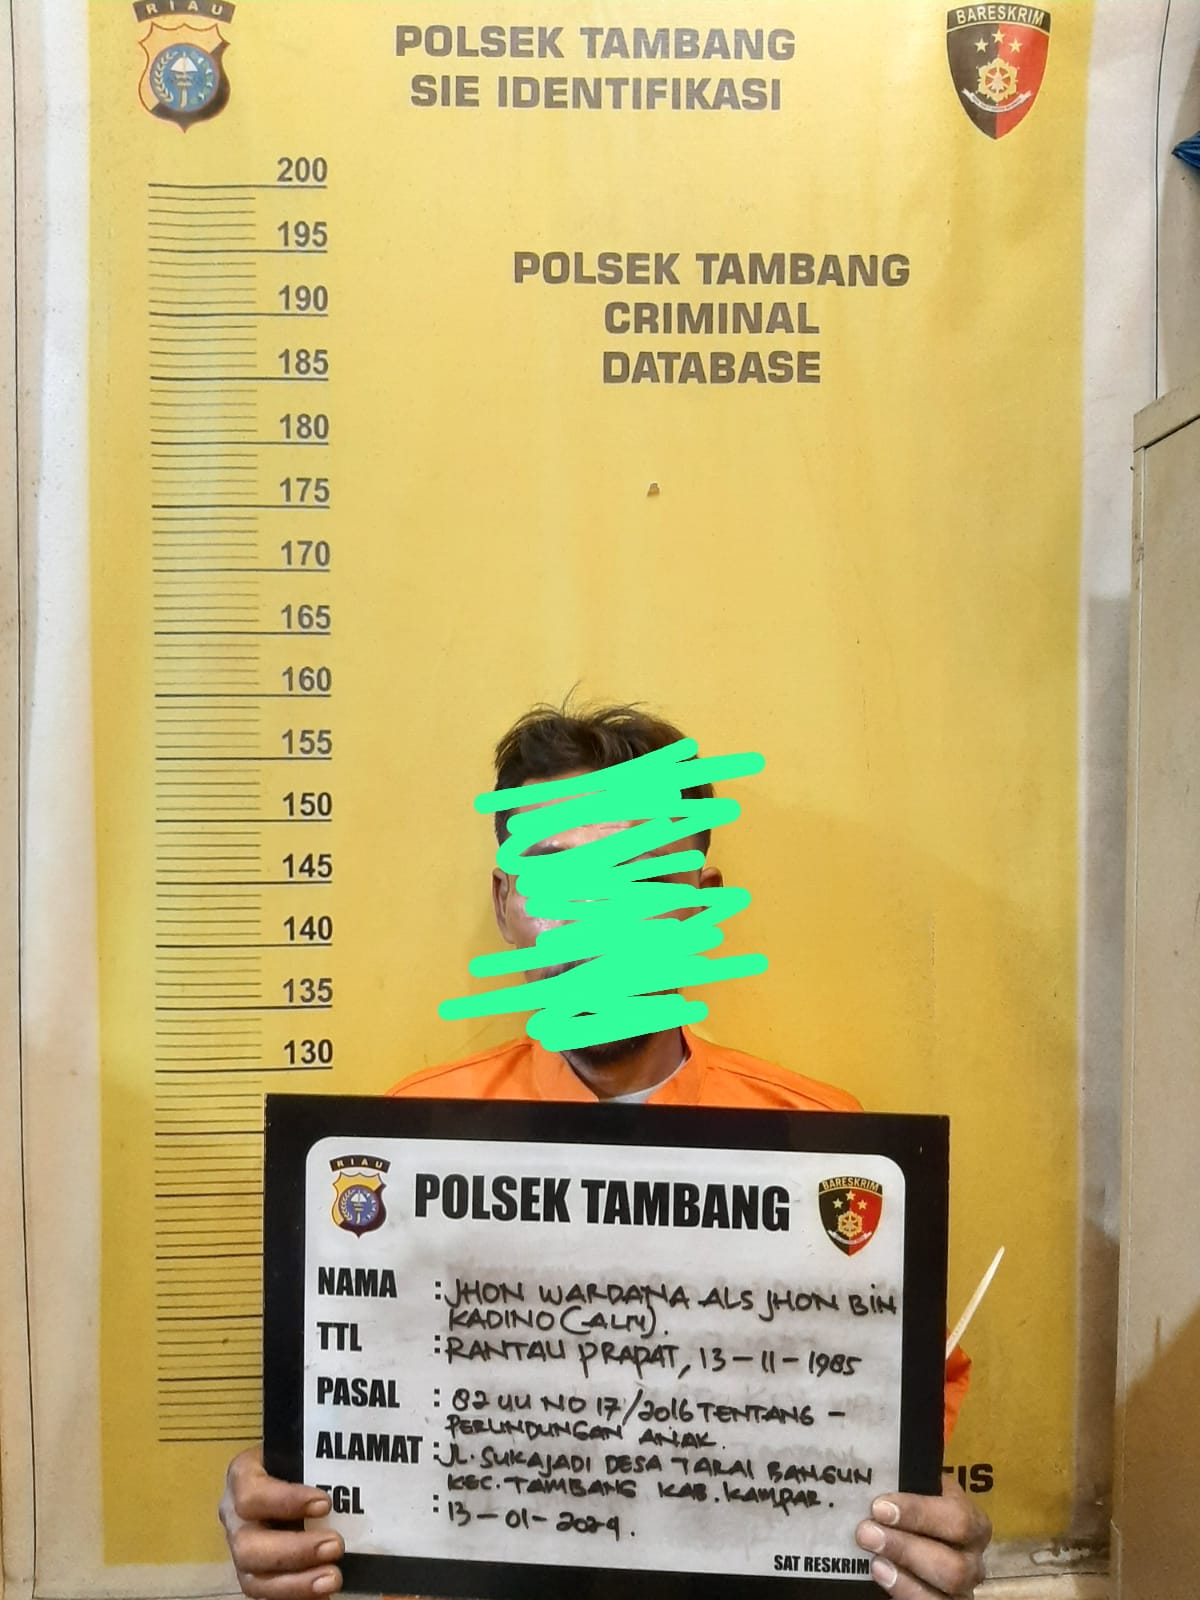 RIAU
BARESKRIM
POLSEK TAMBANG
SIE IDENTIFIKASI
200
195
190
185
180
175
170
165
160
155
150
145
140
135
130
POLSEK TAMBANG
CRIMINAL
DATABASE
RIAU
POLSEK TAMBANG
BARESKRIM
NAMA : JHON WARDANA ALS JHON BIN
KADINO (ALM).
TTL : RANTAU PRAPAT, 13-11-1985
PASAL : 82 UU NO 17/2016 TENTANG -
PERLINDUNGAN ANAK.
ALAMAT : JL. SUKAJADI DESA TARAI BANGUN
KEC. TAMBANG KAB. KAMPAR.
TGL : 13-01-2024.
SAT RESKRIM
TIS